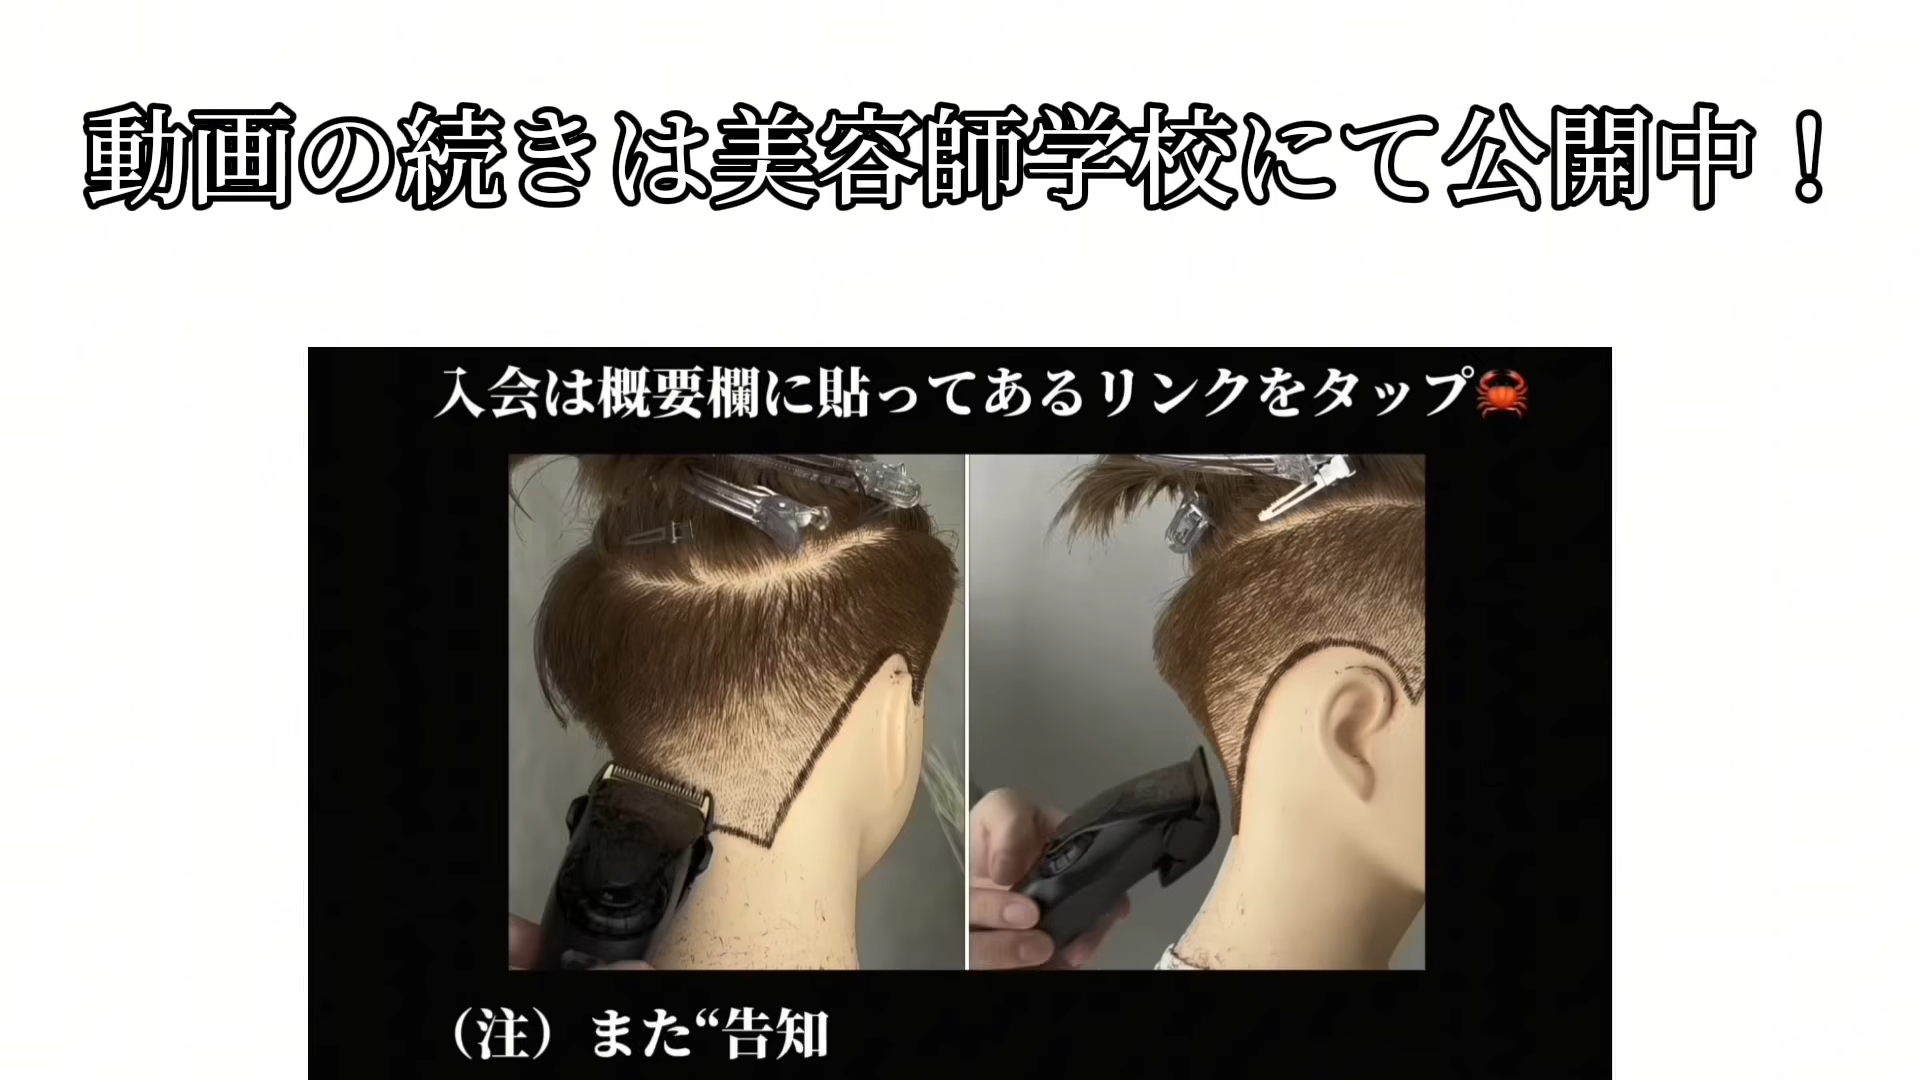 動画の続きは美容師学校にて公開中！
入会は概要欄に貼ってあるリンクをタップ🦀
（注）また“告知